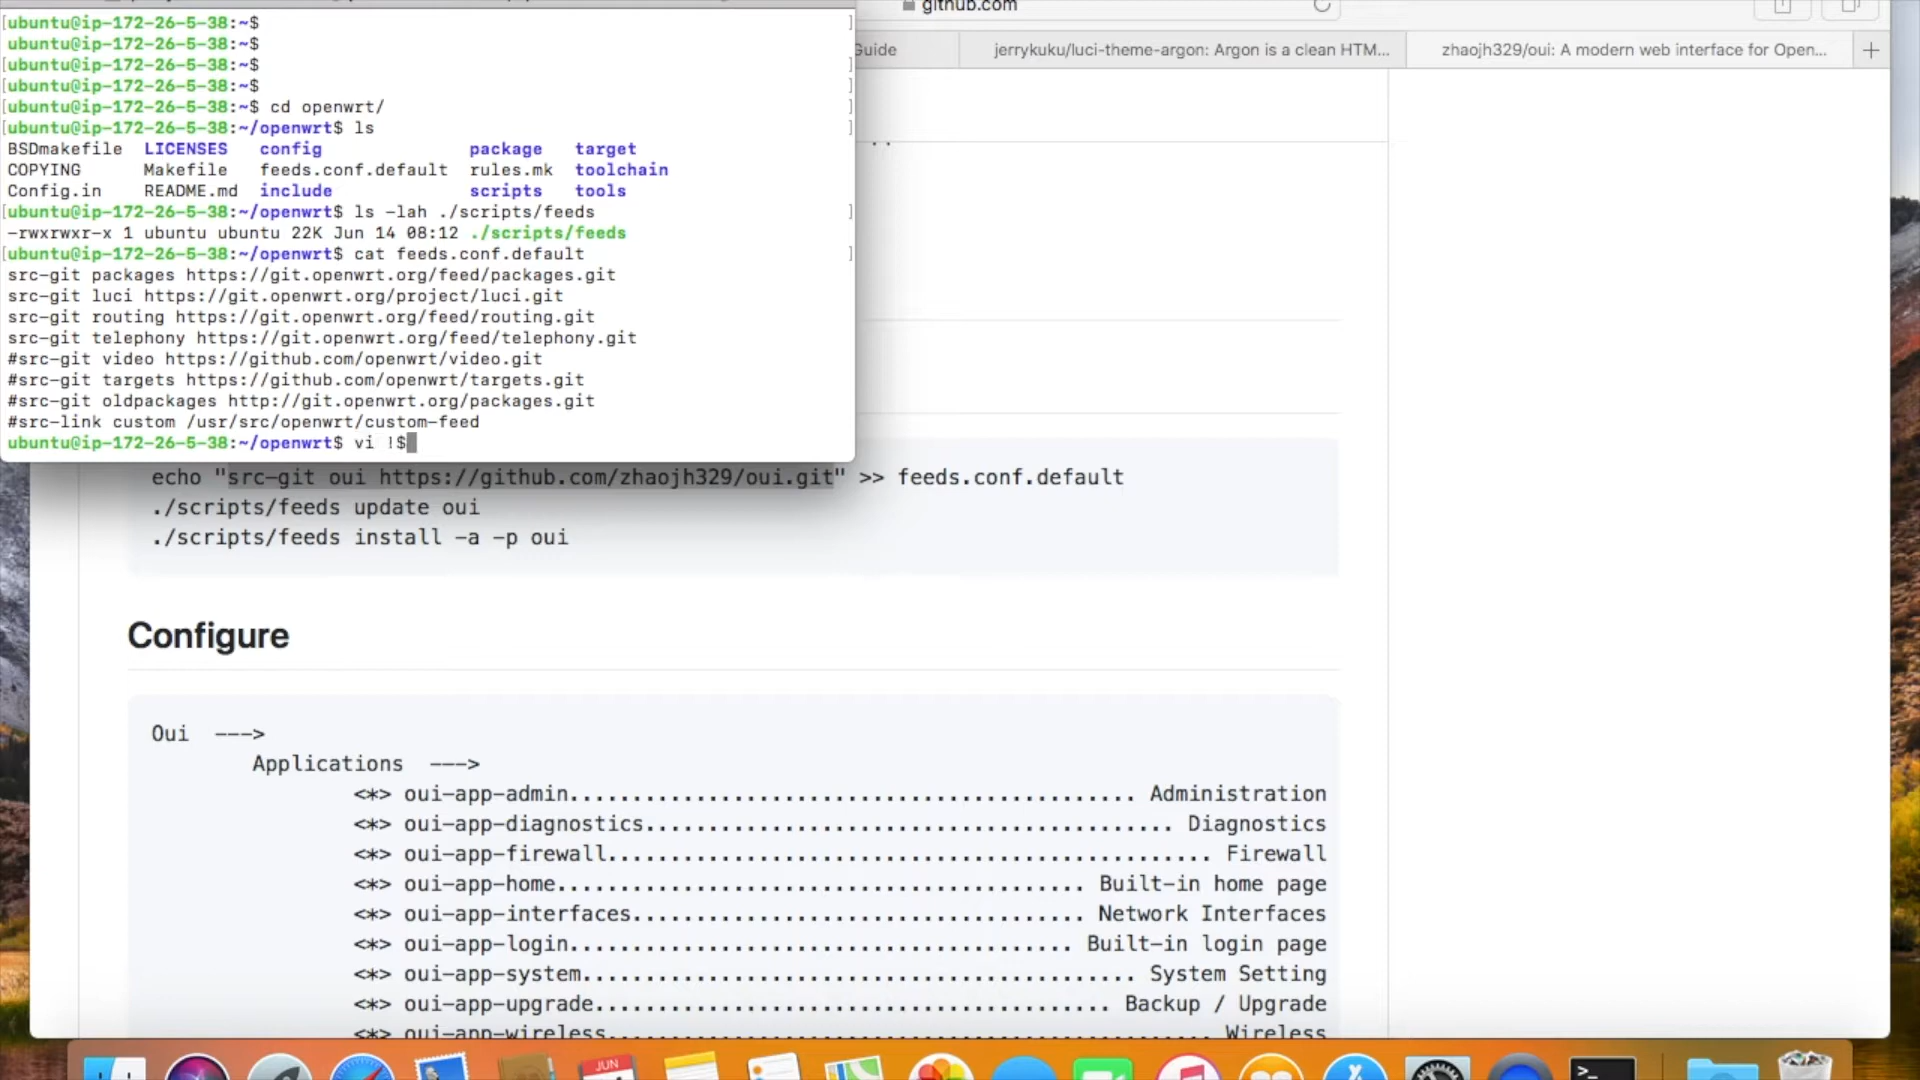 github.com
Guide
jerrykuku/luci-theme-argon: Argon is a clean HTM...
zhaojh329/oui: A modern web interface for Open...
[ubuntu@ip-172-26-5-38:~$ ]
ubuntu@ip-172-26-5-38:~$
[ubuntu@ip-172-26-5-38:~$ ]
[ubuntu@ip-172-26-5-38:~$ ]
[ubuntu@ip-172-26-5-38:~$ cd openwrt/ ]
[ubuntu@ip-172-26-5-38:~/openwrt$ ls ]
BSDmakefile LICENSES config package target
COPYING Makefile feeds.conf.default rules.mk toolchain
Config.in README.md include scripts tools
[ubuntu@ip-172-26-5-38:~/openwrt$ ls -lah ./scripts/feeds ]
-rwxrwxr-x 1 ubuntu ubuntu 22K Jun 14 08:12 ./scripts/feeds
[ubuntu@ip-172-26-5-38:~/openwrt$ cat feeds.conf.default ]
src-git packages https://git.openwrt.org/feed/packages.git
src-git luci https://git.openwrt.org/project/luci.git
src-git routing https://git.openwrt.org/feed/routing.git
src-git telephony https://git.openwrt.org/feed/telephony.git
#src-git video https://github.com/openwrt/video.git
#src-git targets https://github.com/openwrt/targets.git
#src-git oldpackages http://git.openwrt.org/packages.git
#src-link custom /usr/src/openwrt/custom-feed
ubuntu@ip-172-26-5-38:~/openwrt$ vi !$
echo "src-git oui https://github.com/zhaojh329/oui.git" >> feeds.conf.default
./scripts/feeds update oui
./scripts/feeds install -a -p oui
Configure
Oui --->
Applications --->
<*> oui-app-admin............................................. Administration
<*> oui-app-diagnostics.......................................... Diagnostics
<*> oui-app-firewall................................................ Firewall
<*> oui-app-home.......................................... Built-in home page
<*> oui-app-interfaces.................................... Network Interfaces
<*> oui-app-login........................................ Built-in login page
<*> oui-app-system............................................ System Setting
<*> oui-app-upgrade......................................... Backup / Upgrade
<*> oui-app-wireless................................................ Wireless
JUN